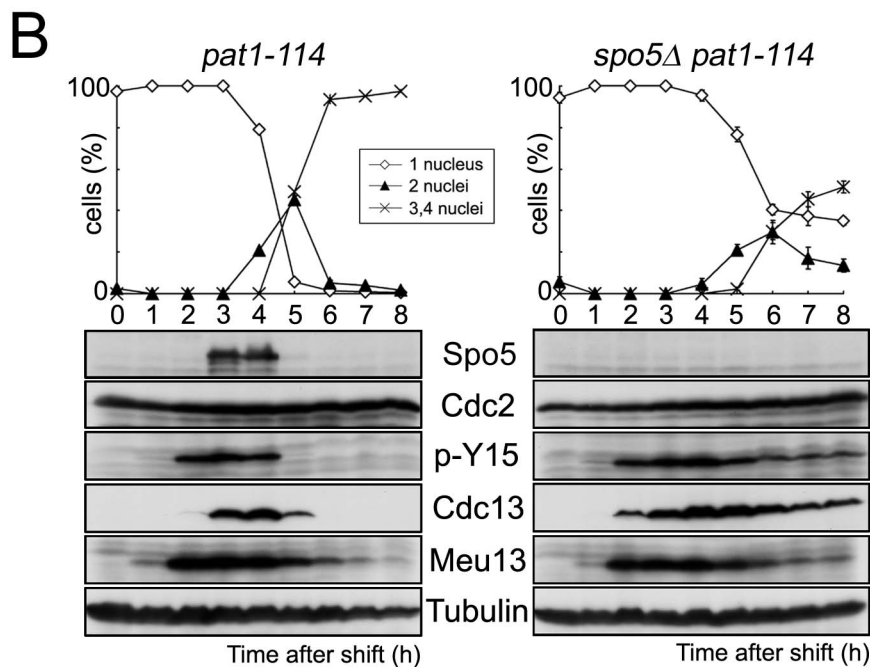 B
pat1-114
spo5Δ pat1-114
100
cells (%)
0
0 1 2 3 4 5 6 7 8
1 nucleus
2 nuclei
3,4 nuclei
100
cells (%)
0
0 1 2 3 4 5 6 7 8
Spo5
Cdc2
p-Y15
Cdc13
Meu13
Tubulin
Time after shift (h)
Time after shift (h)